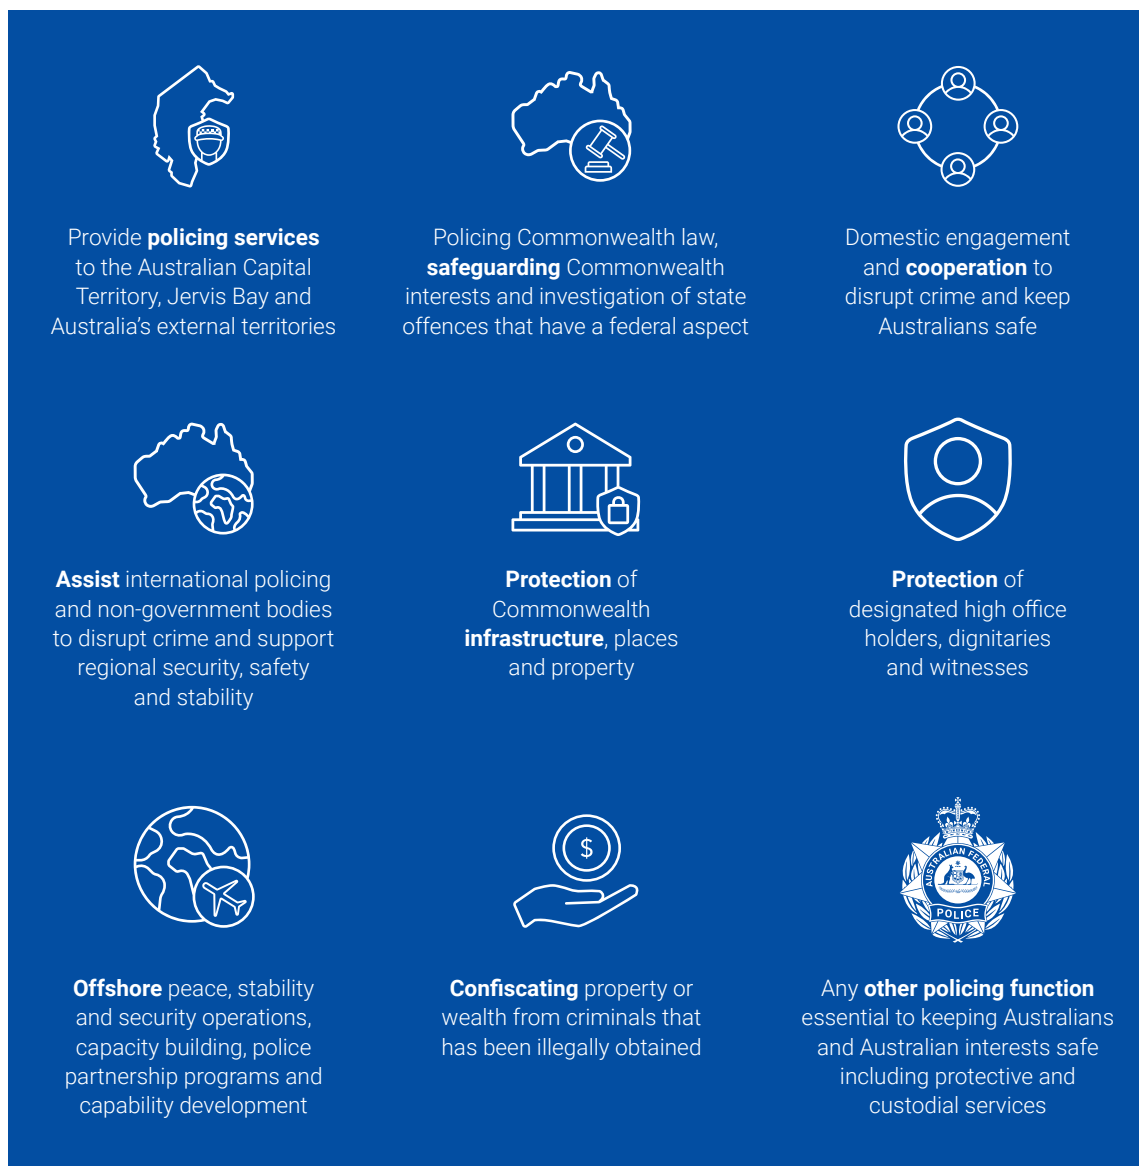 Provide policing services
to the Australian Capital
Territory, Jervis Bay and
Australia’s external territories
Policing Commonwealth law,
safeguarding Commonwealth
interests and investigation of state
offences that have a federal aspect
Domestic engagement
and cooperation to
disrupt crime and keep
Australians safe
Assist international policing
and non-government bodies
to disrupt crime and support
regional security, safety
and stability
Protection of
Commonwealth
infrastructure, places
and property
Protection of
designated high office
holders, dignitaries
and witnesses
Offshore peace, stability
and security operations,
capacity building, police
partnership programs and
capability development
$
Confiscating property or
wealth from criminals that
has been illegally obtained
AUSTRALIAN FEDERAL
POLICE
Any other policing function
essential to keeping Australians
and Australian interests safe
including protective and
custodial services